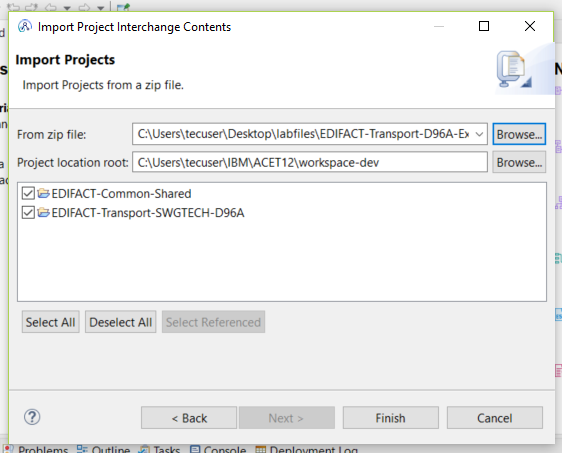 Import Project Interchange Contents
Import Projects
Import Projects from a zip file.
From zip file: C:\Users\tecuser\Desktop\labfiles\EDIFACT-Transport-D96A-Ex Browse...
Project location root: C:\Users\tecuser\IBM\ACET12\workspace-dev Browse...
EDIFACT-Common-Shared
EDIFACT-Transport-SWGTECH-D96A
Select All Deselect All Select Referenced
? < Back Next > Finish Cancel
Problems Outline Tasks Console Deployment Log